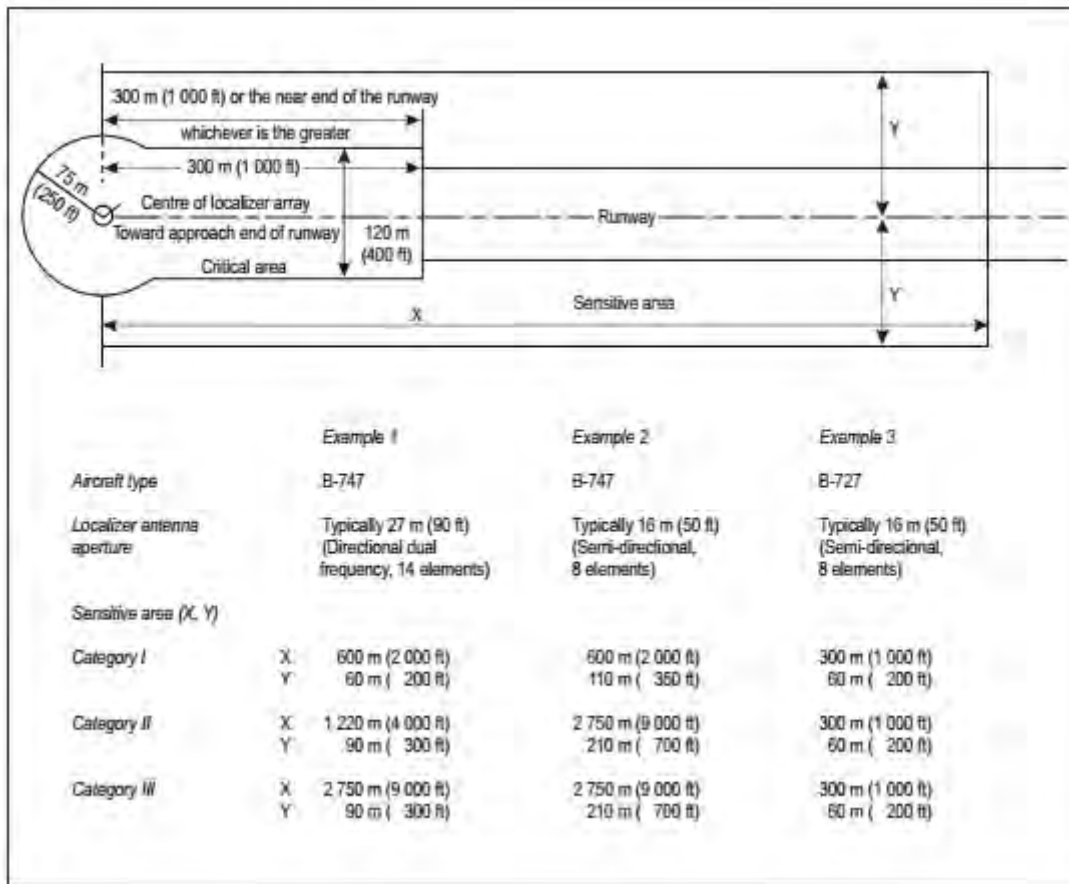 300 m (1 000 ft) or the near end of the runway
whichever is the greater
300 m (1 000 ft)
75 m
(250 ft)
Centre of localizer array
Toward approach end of runway
120 m
(400 ft)
Critical area
Runway
Sensitive area
X
Y
Y
Example 1 Example 2 Example 3
Aircraft type B-747 B-747 B-727
Localizer antenna Typically 27 m (90 ft) Typically 16 m (50 ft) Typically 16 m (50 ft)
aperture (Directional dual (Semi-directional, (Semi-directional,
frequency, 14 elements) 8 elements) 8 elements)
Sensitive area (X, Y)
Category I X 600 m (2 000 ft) 600 m (2 000 ft) 300 m (1 000 ft)
Y 60 m ( 200 ft) 110 m ( 350 ft) 60 m ( 200 ft)
Category II X 1 220 m (4 000 ft) 2 750 m (9 000 ft) 300 m (1 000 ft)
Y 90 m ( 300 ft) 210 m ( 700 ft) 60 m ( 200 ft)
Category III X 2 750 m (9 000 ft) 2 750 m (9 000 ft) 300 m (1 000 ft)
Y 90 m ( 300 ft) 210 m ( 700 ft) 60 m ( 200 ft)